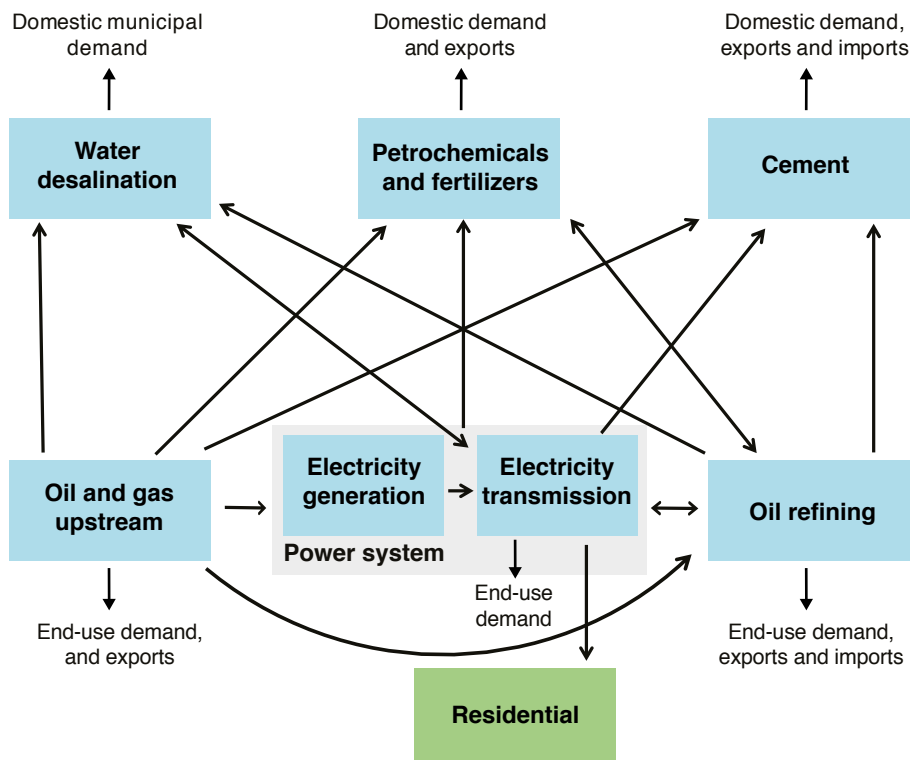 Domestic municipal
demand
Domestic demand
and exports
Domestic demand,
exports and imports
Water
desalination
Petrochemicals
and fertilizers
Cement
Oil and gas
upstream
Electricity
generation
Electricity
transmission
Power system
Oil refining
End-use demand,
and exports
End-use
demand
End-use demand,
exports and imports
Residential